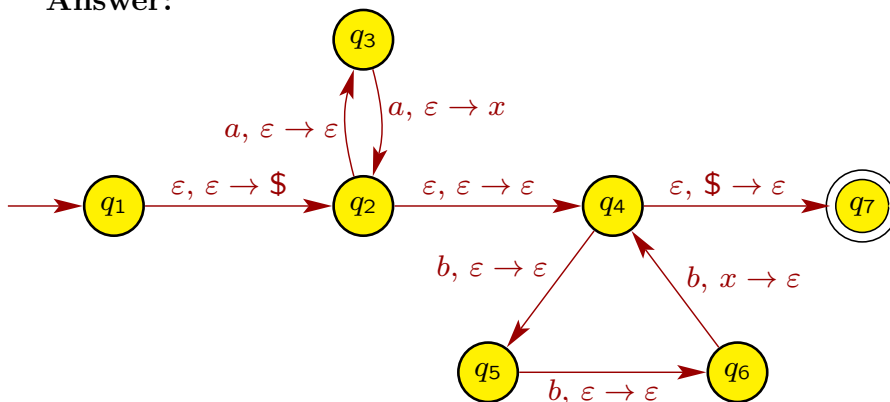 Answer:
q3
a, ε → ε
a, ε → x
q1
ε, ε → $
q2
ε, ε → ε
q4
ε, $ → ε
q7
b, ε → ε
b, x → ε
q5
b, ε → ε
q6